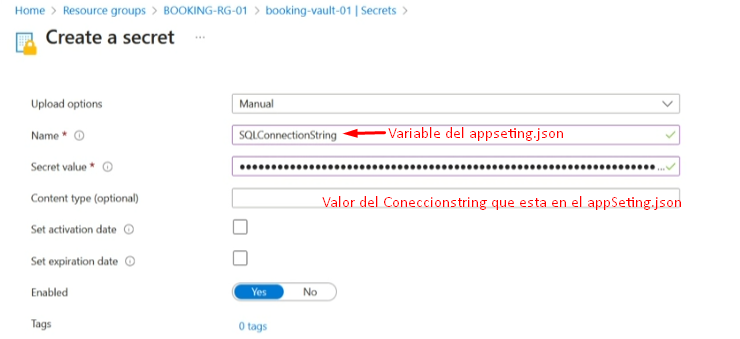 Home > Resource groups > BOOKING-RG-01 > booking-vault-01 | Secrets >
Create a secret ...
Upload options Manual
Name * SQLConnectionString Variable del appseting.json
Secret value * ••••••••••••••••••••••••••••••••••••••••••••••••••••••••••••••••••• ...
Content type (optional)
Valor del Coneccionstring que esta en el appSeting.json
Set activation date
Set expiration date
Enabled Yes No
Tags 0 tags